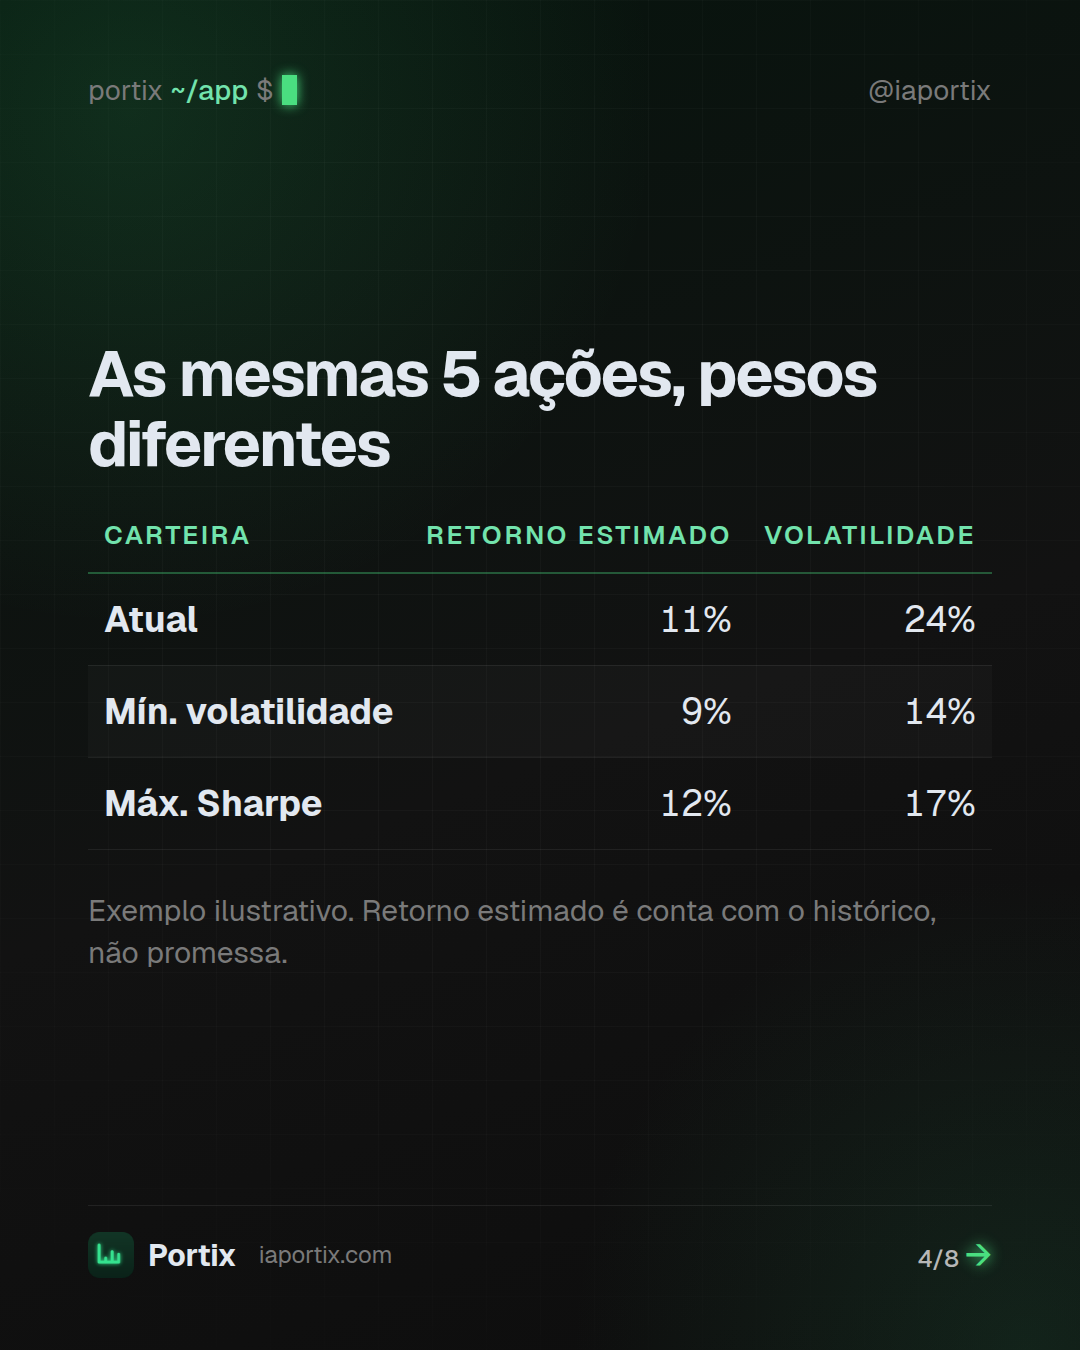 portix ~/app $
@iaportix
As mesmas 5 ações, pesos
diferentes
CARTEIRA RETORNO ESTIMADO VOLATILIDADE
Atual 11% 24%
Mín. volatilidade 9% 14%
Máx. Sharpe 12% 17%
Exemplo ilustrativo. Retorno estimado é conta com o histórico,
não promessa.
Portix iaportix.com 4/8 →